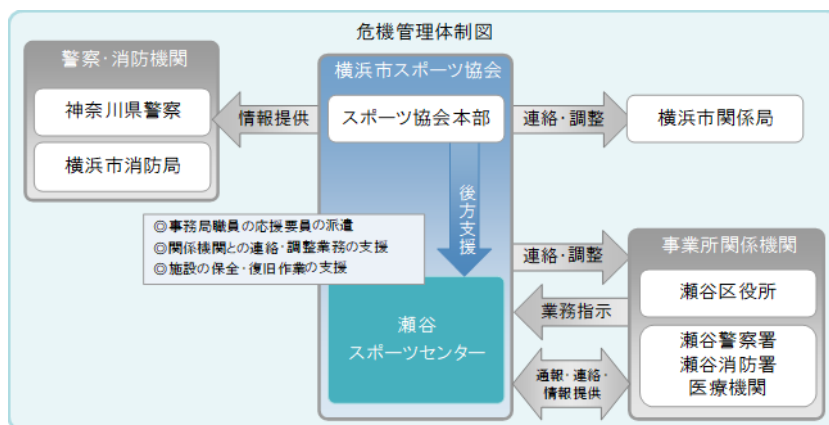 危機管理体制図
警察・消防機関
神奈川県警察
横浜市消防局
情報提供
横浜市スポーツ協会
スポーツ協会本部
連絡・調整
横浜市関係局
後方支援
◎事務局職員の応援要員の派遣
◎関係機関との連絡・調整業務の支援
◎施設の保全・復旧作業の支援
瀬谷
スポーツセンター
連絡・調整
業務指示
通報・連絡・
情報提供
事業所関係機関
瀬谷区役所
瀬谷警察署
瀬谷消防署
医療機関